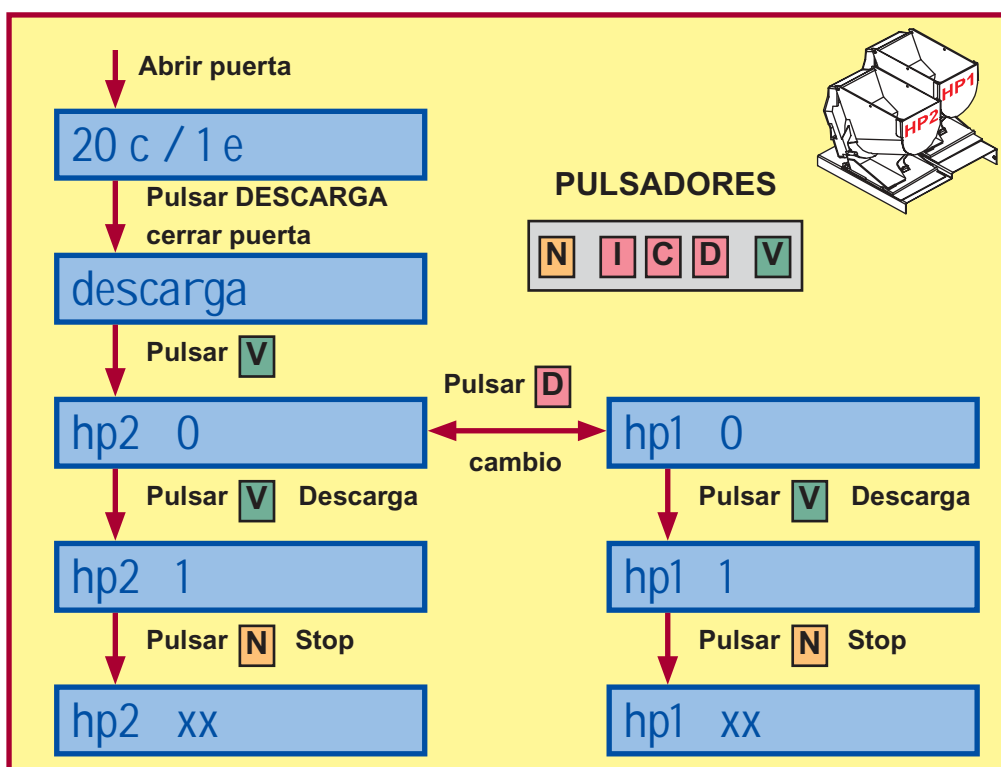 Abrir puerta
20 c / 1 e
Pulsar DESCARGA
cerrar puerta
descarga
Pulsar V
hp2 0
Pulsar V Descarga
hp2 1
Pulsar N Stop
hp2 xx
HP1
HP2
PULSADORES
N I C D V
Pulsar D
cambio
hp1 0
Pulsar V Descarga
hp1 1
Pulsar N Stop
hp1 xx